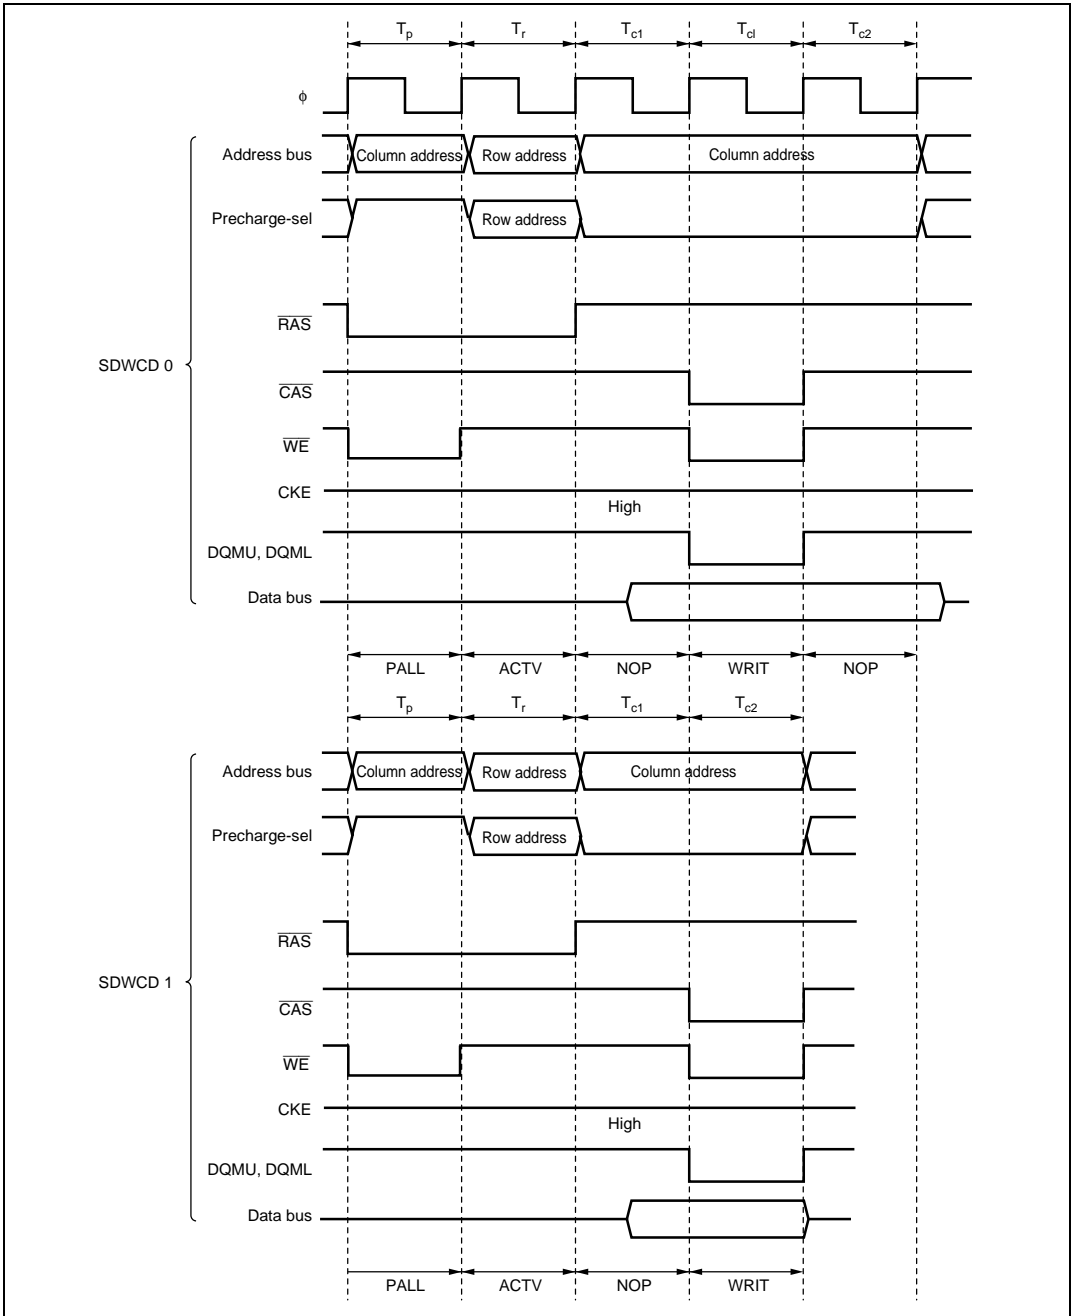 Tp Tr Tc1 Tcl Tc2
ϕ
Address bus Column address Row address Column address
Precharge-sel Row address
RAS
SDWCD 0
CAS
WE
CKE
High
DQMU, DQML
Data bus
PALL ACTV NOP WRIT NOP
Tp Tr Tc1 Tc2
Address bus Column address Row address Column address
Precharge-sel Row address
RAS
SDWCD 1
CAS
WE
CKE
High
DQMU, DQML
Data bus
PALL ACTV NOP WRIT